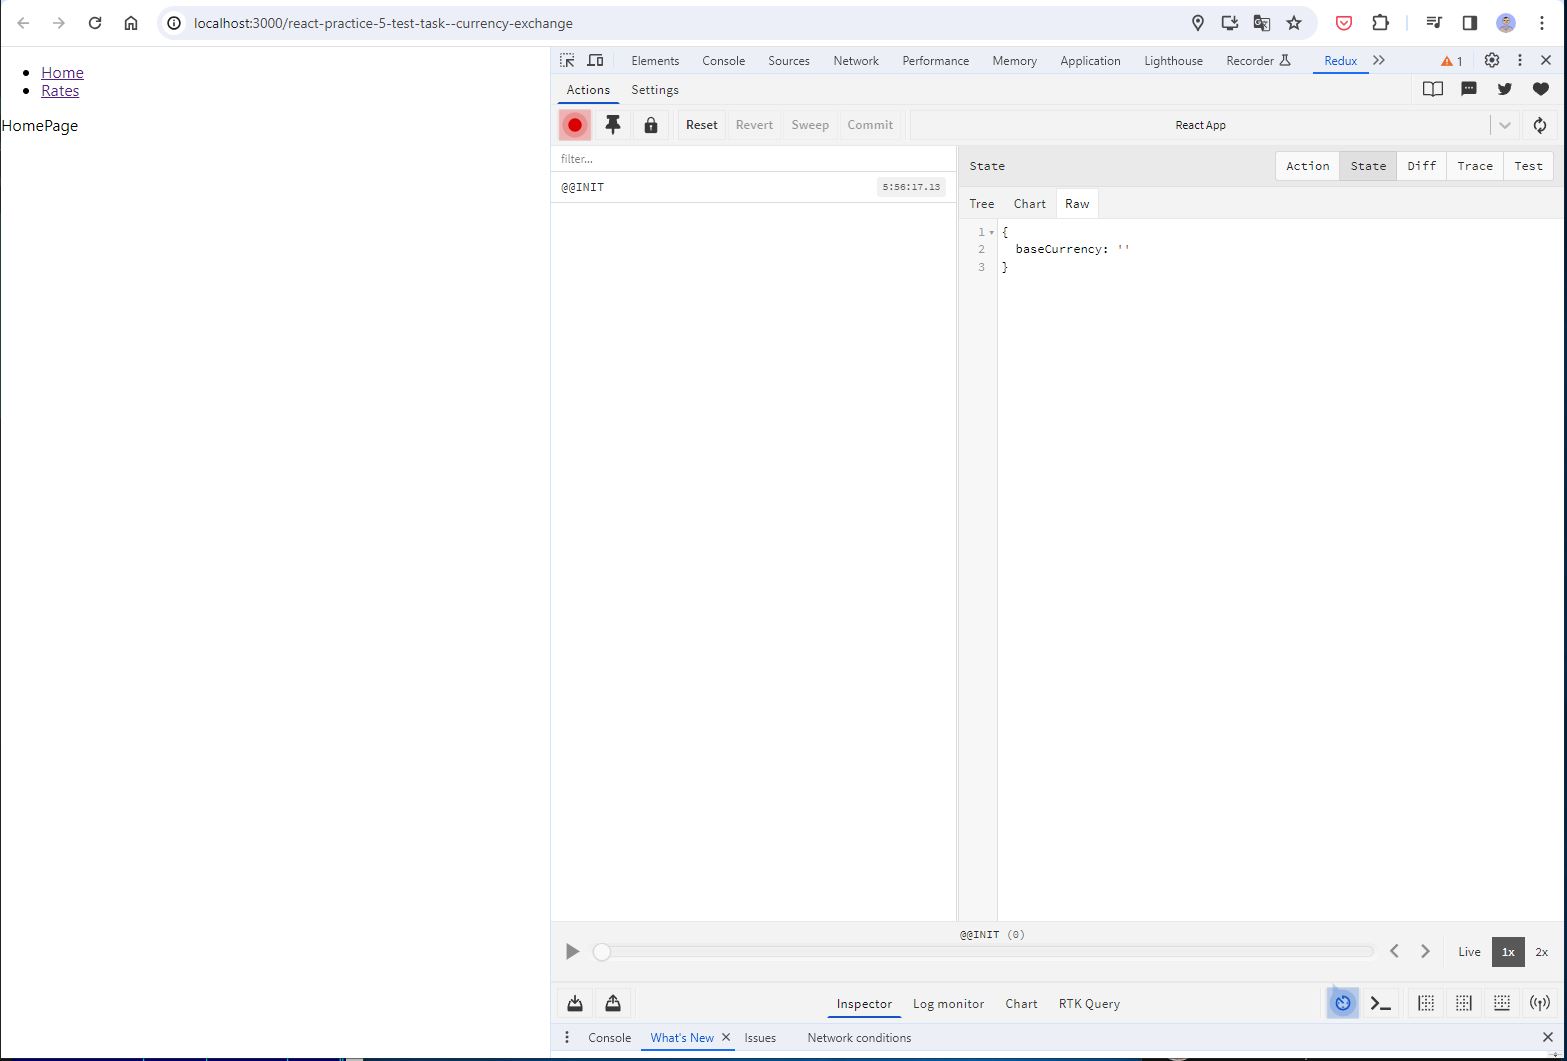 localhost:3000/react-practice-5-test-task--currency-exchange
Home
Rates
HomePage
Elements Console Sources Network Performance Memory Application Lighthouse Recorder Redux 1
Actions Settings
Reset Revert Sweep Commit React App
filter...
@@INIT 5:56:17.13
State Action State Diff Trace Test
Tree Chart Raw
1 {
2 baseCurrency: ''
3 }
@@INIT (0)
Live 1x 2x
Inspector Log monitor Chart RTK Query
Console What's New Issues Network conditions